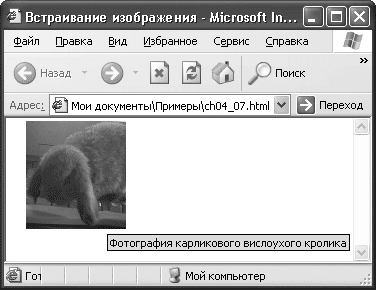 Встраивание изображения - Microsoft In...
Файл Правка Вид Избранное Сервис Справка
Назад Поиск
Адрес: Мои документы\Примеры\ch04_07.html Переход
Фотография карликового вислоухого кролика
Гот Мой компьютер